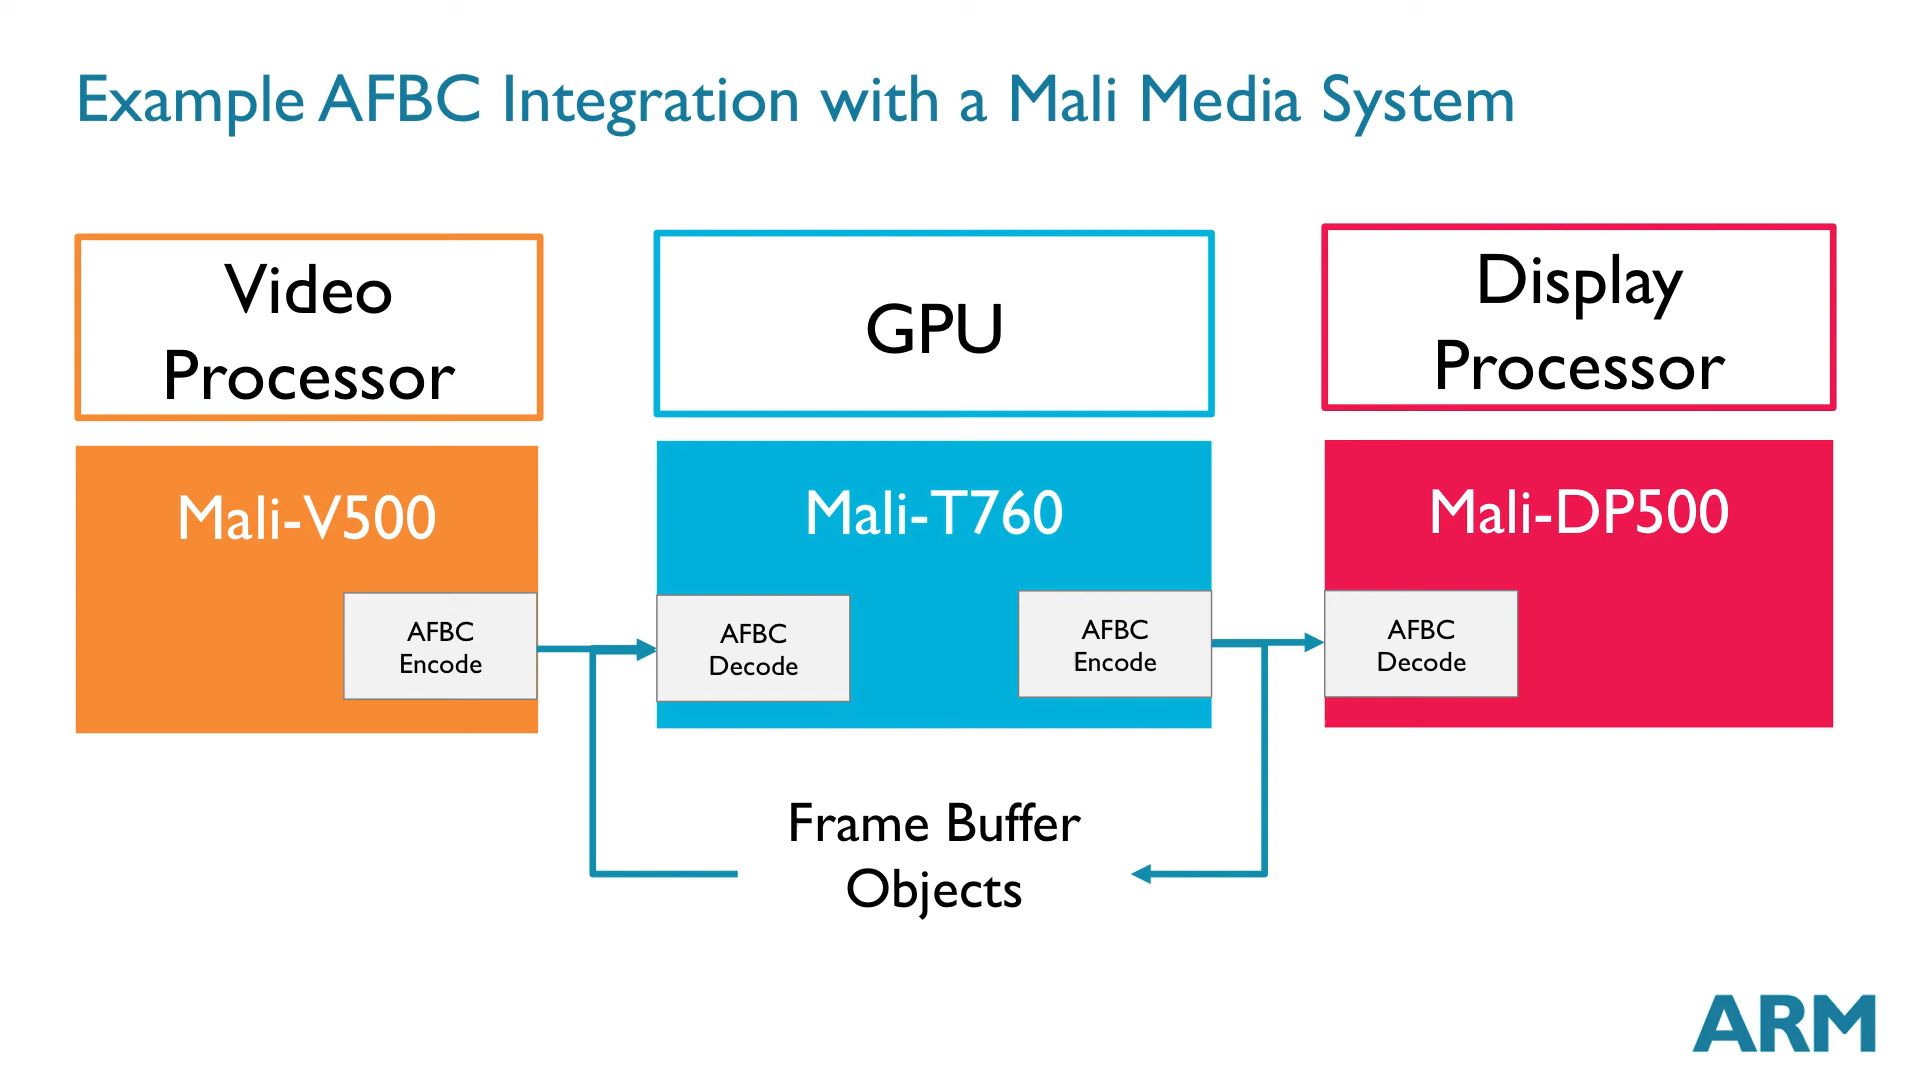 Example AFBC Integration with a Mali Media System
Video
Processor
GPU
Display
Processor
Mali-V500
Mali-T760
Mali-DP500
AFBC
Encode
AFBC
Decode
AFBC
Encode
AFBC
Decode
Frame Buffer
Objects
ARM